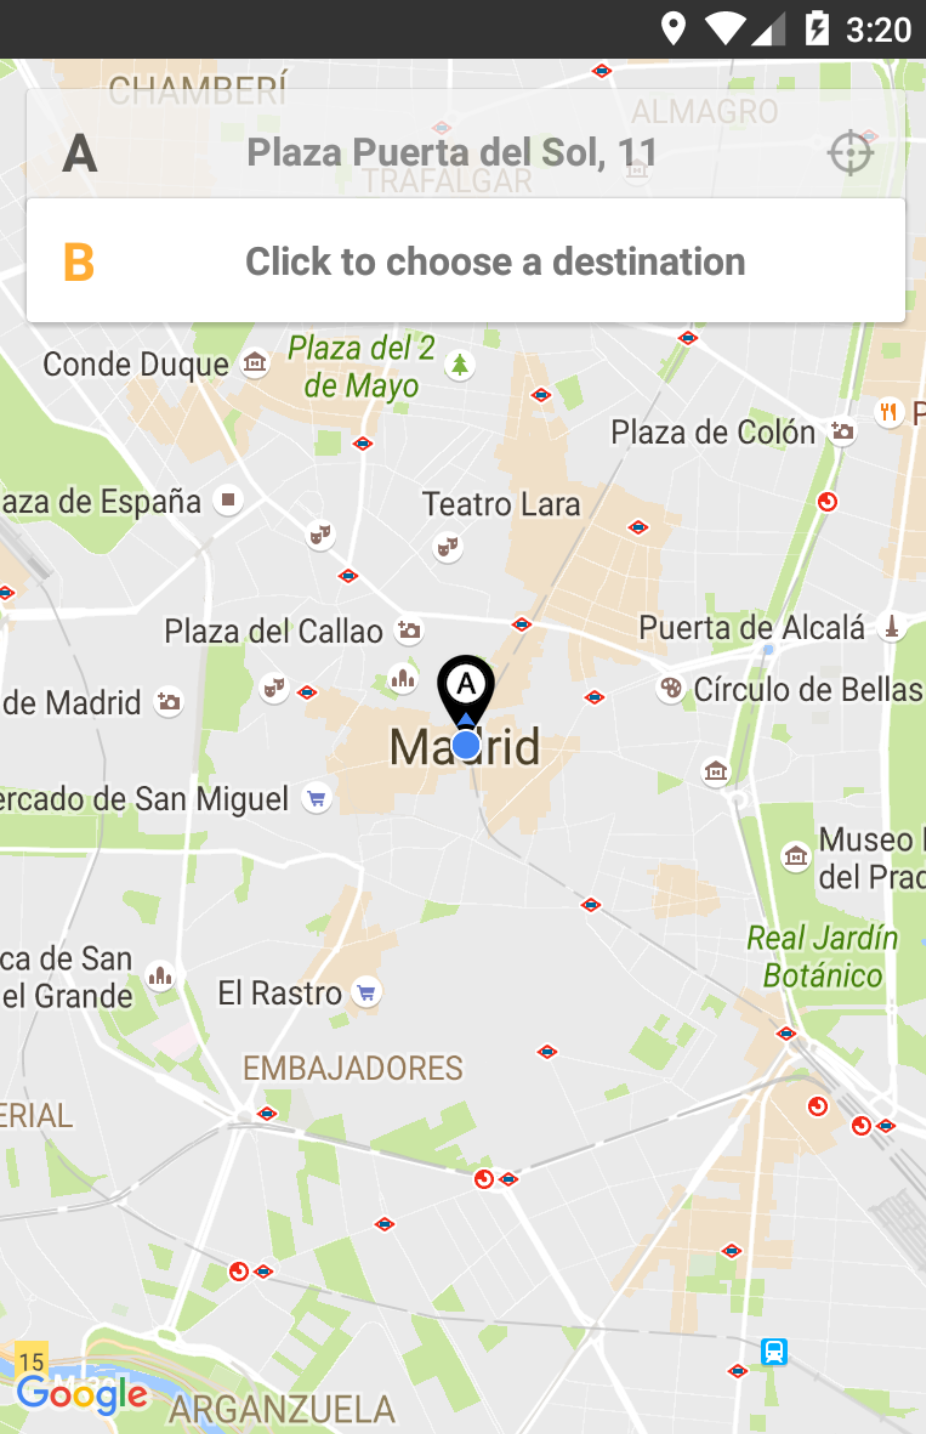 3:20
CHAMBERÍ
ALMAGRO
A
Plaza Puerta del Sol, 11
TRAFALGAR
B
Click to choose a destination
Conde Duque
Plaza del 2
de Mayo
P
Plaza de Colón
aza de España
Teatro Lara
Plaza del Callao
Puerta de Alcalá
A
de Madrid
Círculo de Bellas
Madrid
ercado de San Miguel
Museo
del Prad
Real Jardín
Botánico
ca de San
el Grande
El Rastro
EMBAJADORES
ERIAL
15
Google
ARGANZUELA